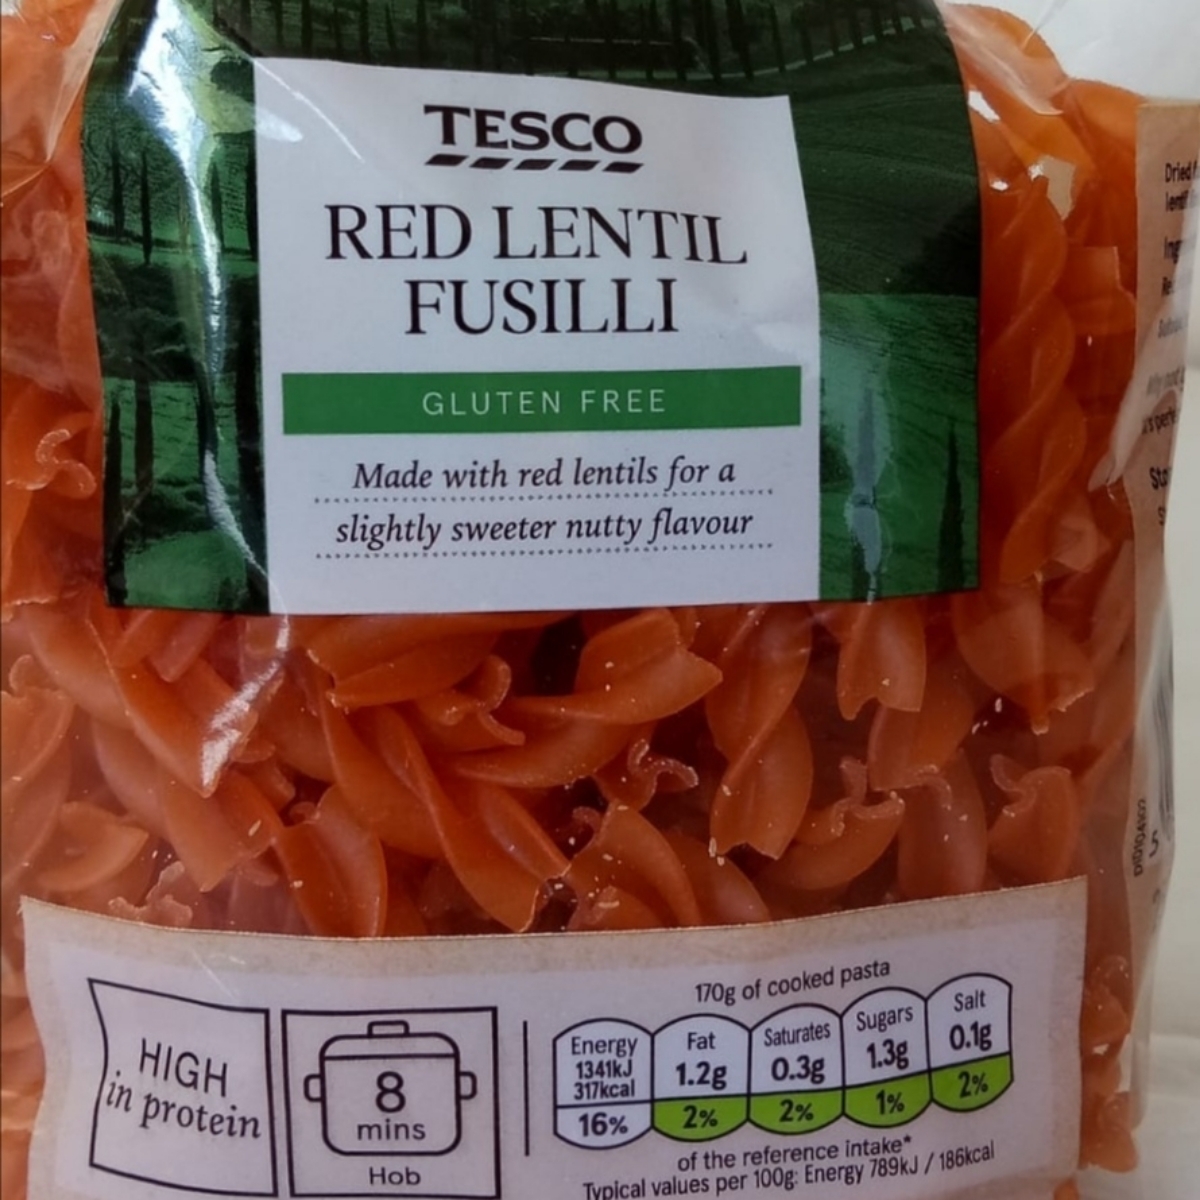 TESCO
RED LENTIL
FUSILLI
GLUTEN FREE
Made with red lentils for a
slightly sweeter nutty flavour
HIGH
in protein
8
mins
Hob
170g of cooked pasta
Energy
1341kJ
317kcal
16%
Fat
1.2g
2%
Saturates
0.3g
2%
Sugars
1.3g
1%
Salt
0.1g
2%
of the reference intake*
Typical values per 100g: Energy 789kJ / 186kcal
Dried